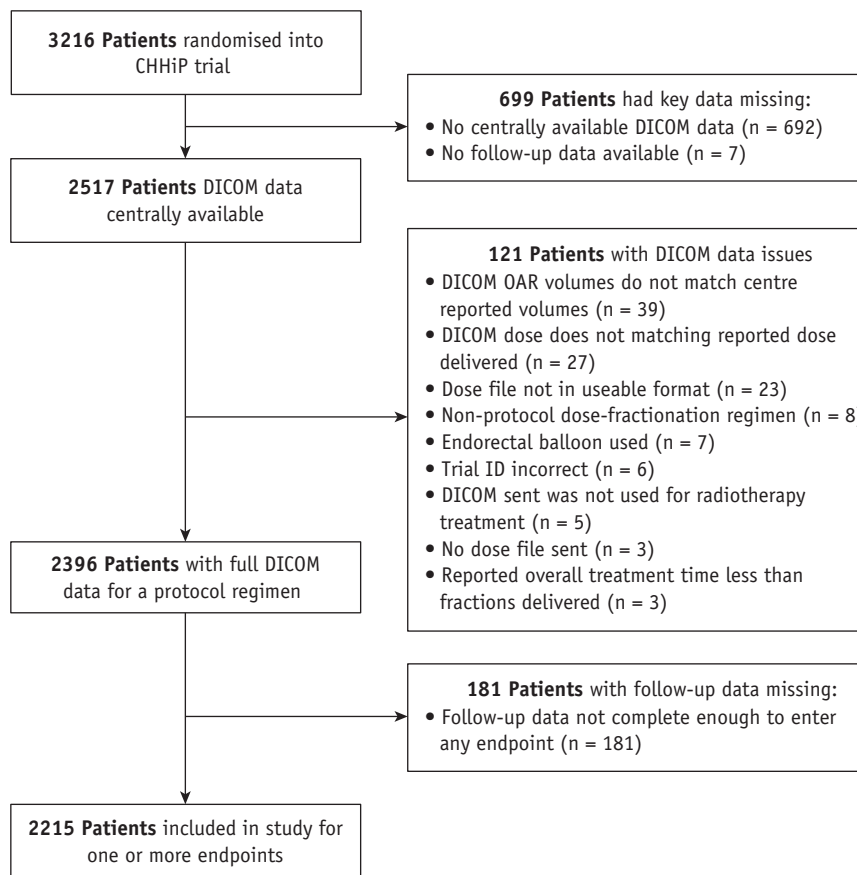 3216 Patients randomised into
CHHiP trial
699 Patients had key data missing:
• No centrally available DICOM data (n = 692)
• No follow-up data available (n = 7)
2517 Patients DICOM data
centrally available
121 Patients with DICOM data issues
• DICOM OAR volumes do not match centre
reported volumes (n = 39)
• DICOM dose does not matching reported dose
delivered (n = 27)
• Dose file not in useable format (n = 23)
• Non-protocol dose-fractionation regimen (n = 8)
• Endorectal balloon used (n = 7)
• Trial ID incorrect (n = 6)
• DICOM sent was not used for radiotherapy
treatment (n = 5)
• No dose file sent (n = 3)
• Reported overall treatment time less than
fractions delivered (n = 3)
2396 Patients with full DICOM
data for a protocol regimen
181 Patients with follow-up data missing:
• Follow-up data not complete enough to enter
any endpoint (n = 181)
2215 Patients included in study for
one or more endpoints